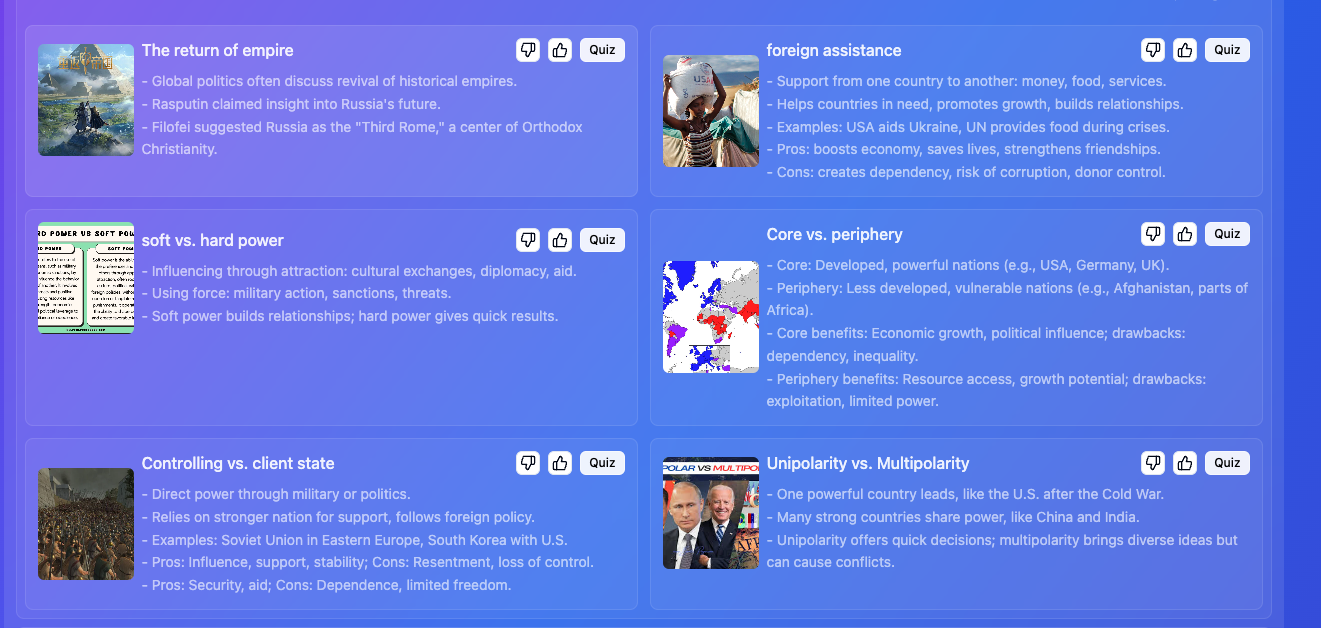 The return of empire
Quiz
- Global politics often discuss revival of historical empires.
- Rasputin claimed insight into Russia's future.
- Filofei suggested Russia as the "Third Rome," a center of Orthodox
Christianity.
foreign assistance
Quiz
- Support from one country to another: money, food, services.
- Helps countries in need, promotes growth, builds relationships.
- Examples: USA aids Ukraine, UN provides food during crises.
- Pros: boosts economy, saves lives, strengthens friendships.
- Cons: creates dependency, risk of corruption, donor control.
USA
RD POWER VS SOFT POW
soft vs. hard power
Quiz
- Influencing through attraction: cultural exchanges, diplomacy, aid.
- Using force: military action, sanctions, threats.
- Soft power builds relationships; hard power gives quick results.
Core vs. periphery
Quiz
- Core: Developed, powerful nations (e.g., USA, Germany, UK).
- Periphery: Less developed, vulnerable nations (e.g., Afghanistan, parts of
Africa).
- Core benefits: Economic growth, political influence; drawbacks:
dependency, inequality.
- Periphery benefits: Resource access, growth potential; drawbacks:
exploitation, limited power.
Controlling vs. client state
Quiz
- Direct power through military or politics.
- Relies on stronger nation for support, follows foreign policy.
- Examples: Soviet Union in Eastern Europe, South Korea with U.S.
- Pros: Influence, support, stability; Cons: Resentment, loss of control.
- Pros: Security, aid; Cons: Dependence, limited freedom.
POLAR VS MULTIPO
Unipolarity vs. Multipolarity
Quiz
- One powerful country leads, like the U.S. after the Cold War.
- Many strong countries share power, like China and India.
- Unipolarity offers quick decisions; multipolarity brings diverse ideas but
can cause conflicts.